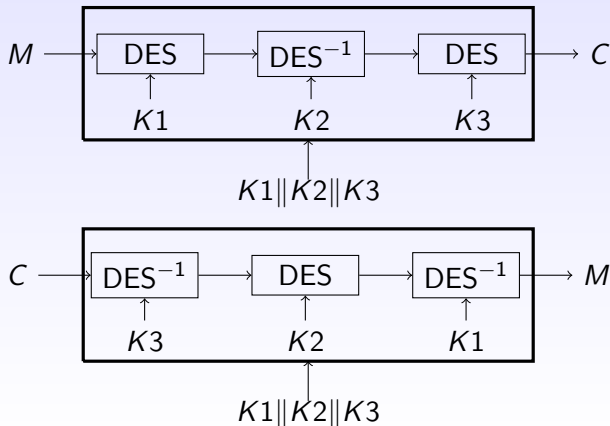 M DES DES⁻¹ DES C
K1 K2 K3
K1∥K2∥K3
C DES⁻¹ DES DES⁻¹ M
K3 K2 K1
K1∥K2∥K3